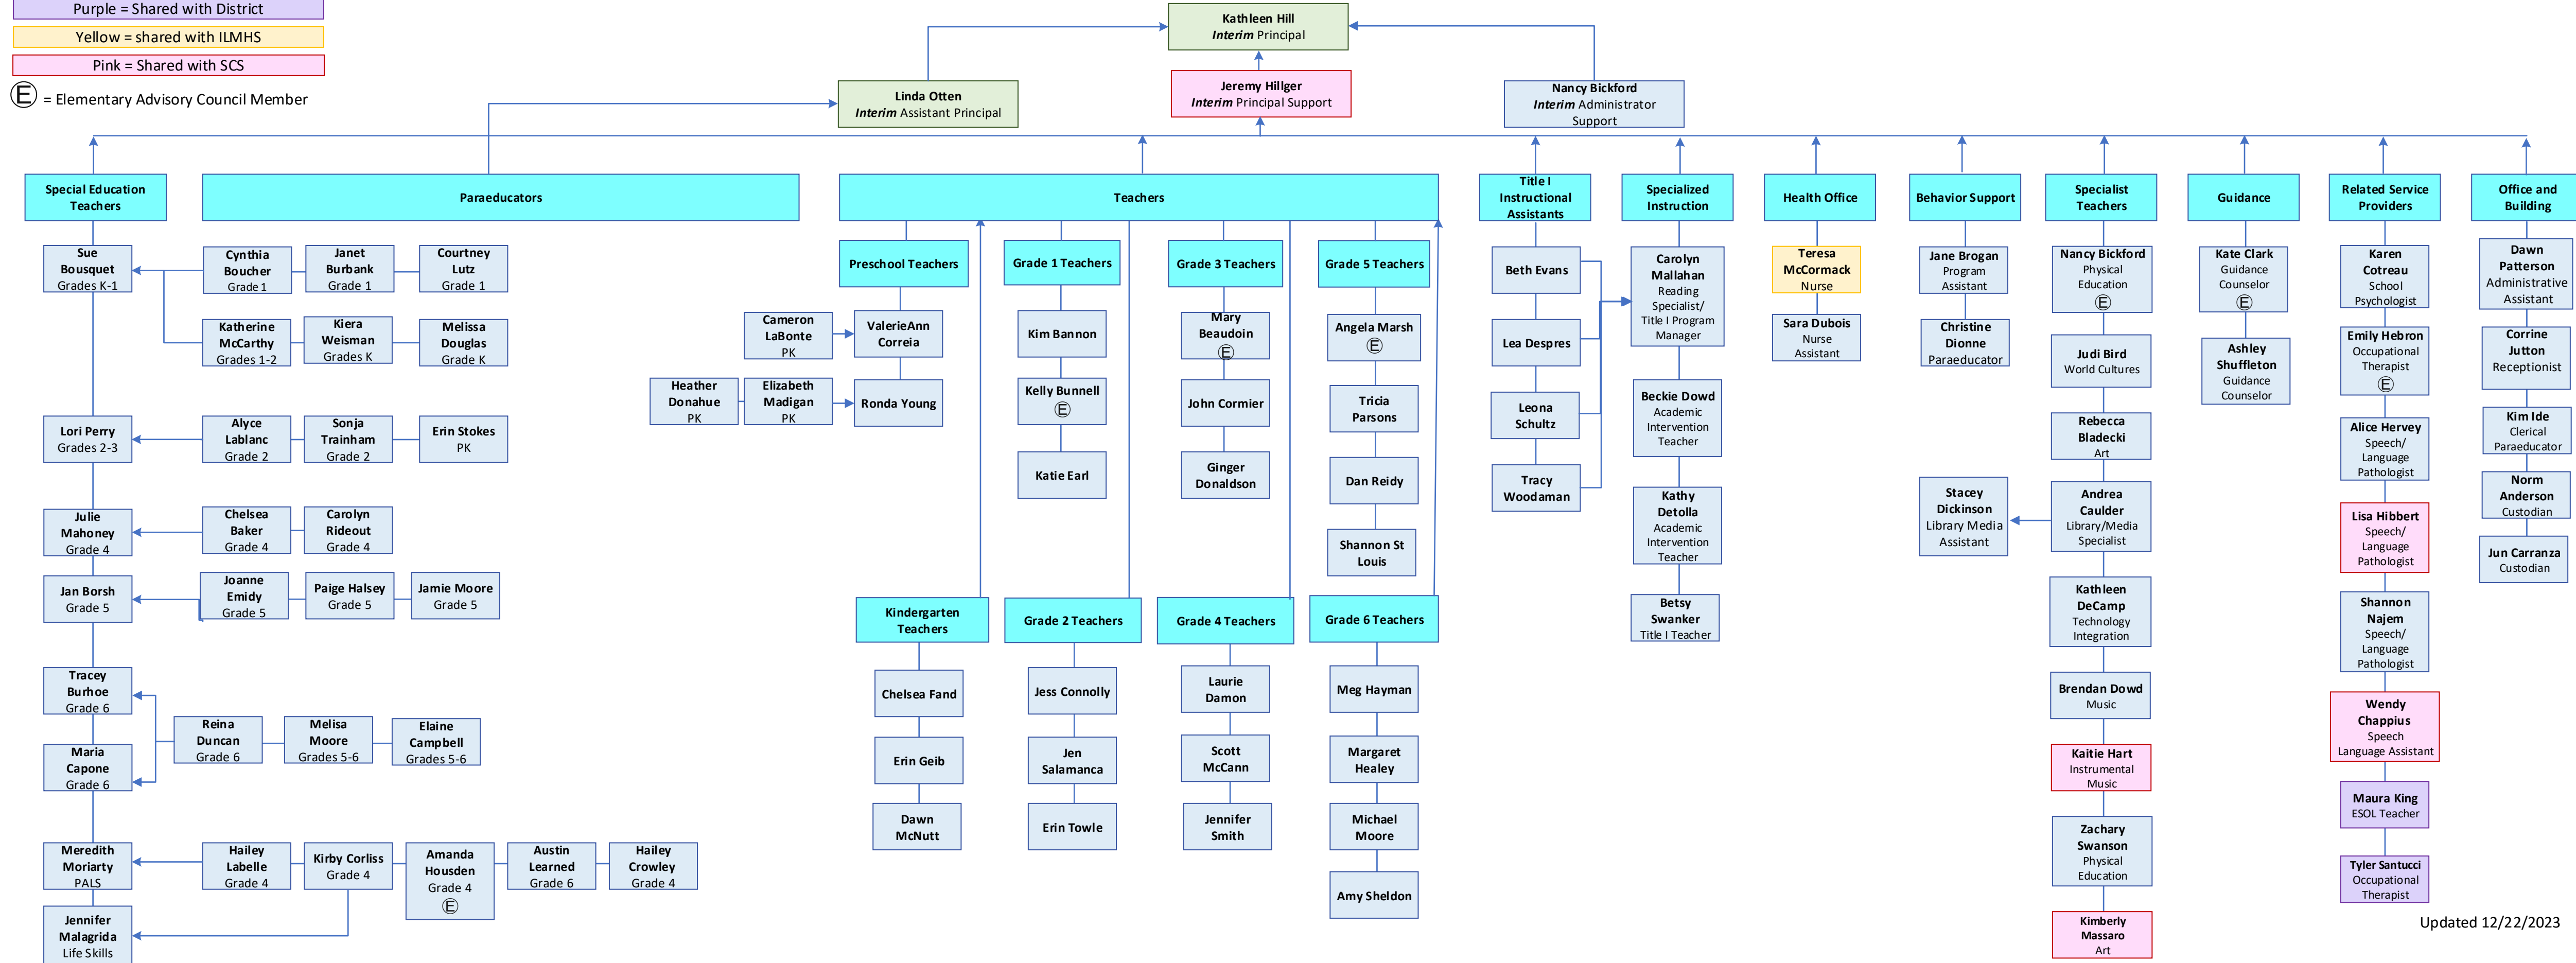 Purple = Shared with District
Yellow = shared with ILMHS
Pink = Shared with SCS
Ⓔ = Elementary Advisory Council Member
Kathleen Hill
Interim Principal
Linda Otten
Interim Assistant Principal
Jeremy Hillger
Interim Principal Support
Nancy Bickford
Interim Administrator
Support
Special Education
Teachers
Sue
Bousquet
Grades K-1
Lori Perry
Grades 2-3
Julie
Mahoney
Grade 4
Jan Borsh
Grade 5
Tracey
Burhoe
Grade 6
Maria
Capone
Grade 6
Meredith
Moriarty
PALS
Jennifer
Malagrida
Life Skills
Paraeducators
Cynthia
Boucher
Grade 1
Janet
Burbank
Grade 1
Courtney
Lutz
Grade 1
Katherine
McCarthy
Grades 1-2
Kiera
Weisman
Grades K
Melissa
Douglas
Grade K
Alyce
Lablanc
Grade 2
Sonja
Trainham
Grade 2
Erin Stokes
PK
Chelsea
Baker
Grade 4
Carolyn
Rideout
Grade 4
Joanne
Emidy
Grade 5
Paige Halsey
Grade 5
Jamie Moore
Grade 5
Reina
Duncan
Grade 6
Melisa
Moore
Grades 5-6
Elaine
Campbell
Grades 5-6
Hailey
Labelle
Grade 4
Kirby Corliss
Grade 4
Amanda
Housden
Grade 4
Ⓔ
Austin
Learned
Grade 6
Hailey
Crowley
Grade 4
Teachers
Preschool Teachers
Cameron
LaBonte
PK
ValerieAnn
Correia
Heather
Donahue
PK
Elizabeth
Madigan
PK
Ronda Young
Grade 1 Teachers
Kim Bannon
Kelly Bunnell
Ⓔ
Katie Earl
Grade 3 Teachers
Mary
Beaudoin
Ⓔ
John Cormier
Ginger
Donaldson
Grade 5 Teachers
Angela Marsh
Ⓔ
Tricia
Parsons
Dan Reidy
Shannon St
Louis
Kindergarten
Teachers
Chelsea Fand
Erin Geib
Dawn
McNutt
Grade 2 Teachers
Jess Connolly
Jen
Salamanca
Erin Towle
Grade 4 Teachers
Laurie
Damon
Scott
McCann
Jennifer
Smith
Grade 6 Teachers
Meg Hayman
Margaret
Healey
Michael
Moore
Amy Sheldon
Title I
Instructional
Assistants
Beth Evans
Lea Despres
Leona
Schultz
Tracy
Woodaman
Specialized
Instruction
Carolyn
Mallahan
Reading
Specialist/
Title I Program
Manager
Beckie Dowd
Academic
Intervention
Teacher
Kathy
Detolla
Academic
Intervention
Teacher
Betsy
Swanker
Title I Teacher
Health Office
Teresa
McCormack
Nurse
Sara Dubois
Nurse
Assistant
Behavior Support
Jane Brogan
Program
Assistant
Christine
Dionne
Paraeducator
Stacey
Dickinson
Library Media
Assistant
Specialist
Teachers
Nancy Bickford
Physical
Education
Ⓔ
Judi Bird
World Cultures
Rebecca
Bladecki
Art
Andrea
Caulder
Library/Media
Specialist
Kathleen
DeCamp
Technology
Integration
Brendan Dowd
Music
Kaitie Hart
Instrumental
Music
Zachary
Swanson
Physical
Education
Kimberly
Massaro
Art
Guidance
Kate Clark
Guidance
Counselor
Ⓔ
Ashley
Shuffleton
Guidance
Counselor
Related Service
Providers
Karen
Cotreau
School
Psychologist
Emily Hebron
Occupational
Therapist
Ⓔ
Alice Hervey
Speech/
Language
Pathologist
Lisa Hibbert
Speech/
Language
Pathologist
Shannon
Najem
Speech/
Language
Pathologist
Wendy
Chappius
Speech
Language Assistant
Maura King
ESOL Teacher
Tyler Santucci
Occupational
Therapist
Office and
Building
Dawn
Patterson
Administrative
Assistant
Corrine
Jutton
Receptionist
Kim Ide
Clerical
Paraeducator
Norm
Anderson
Custodian
Jun Carranza
Custodian
Updated 12/22/2023